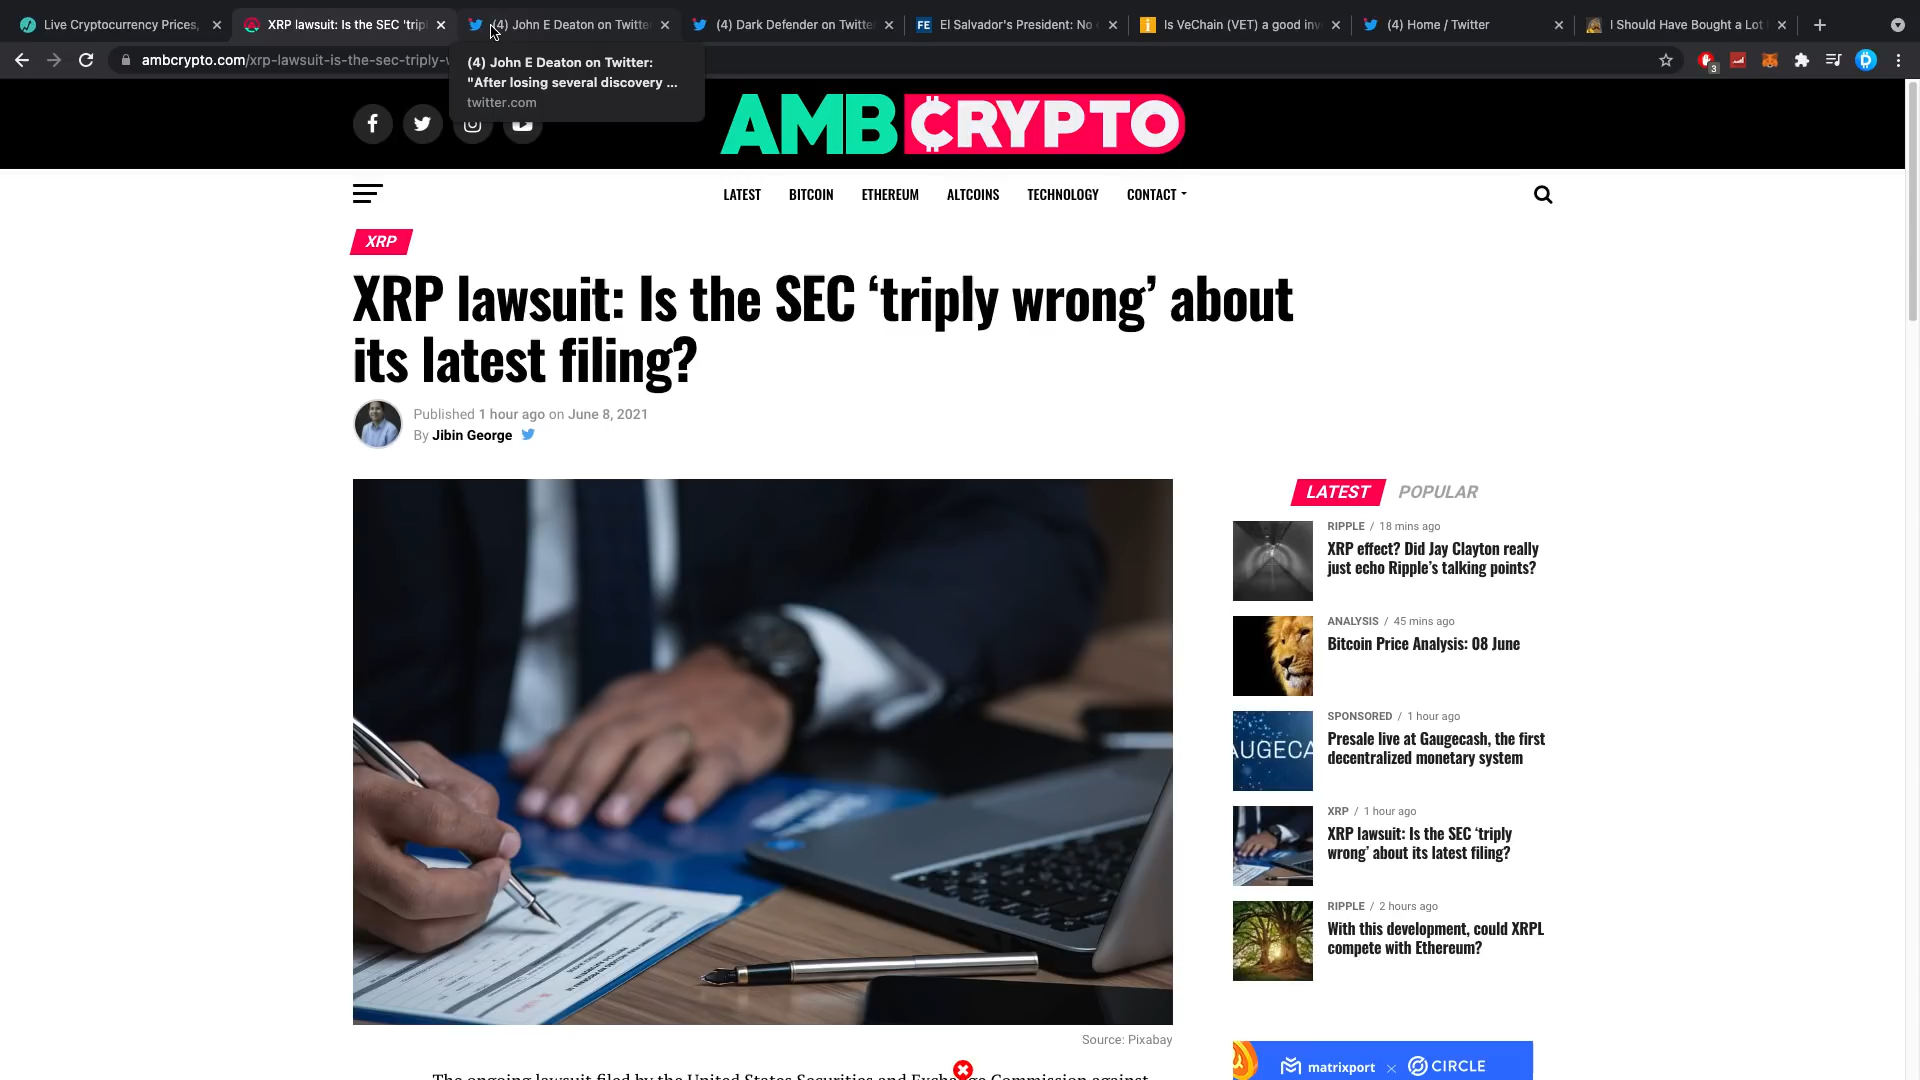 Live Cryptocurrency Prices,
XRP lawsuit: Is the SEC 'tripl
(4) John E Deaton on Twitte
(4) Dark Defender on Twitte
FE El Salvador's President: No
Is VeChain (VET) a good inv
(4) Home / Twitter
I Should Have Bought a Lot
ambcrypto.com/xrp-lawsuit-is-the-sec-triply-w
3
(4) John E Deaton on Twitter:
"After losing several discovery ...
twitter.com
AMBCRYPTO
LATEST BITCOIN ETHEREUM ALTCOINS TECHNOLOGY CONTACT
XRP
XRP lawsuit: Is the SEC ‘triply wrong’ about
its latest filing?
Published 1 hour ago on June 8, 2021
By Jibin George
Source: Pixabay
The ongoing lawsuit filed by the United States Securities and Exchange Commission against
LATEST POPULAR
RIPPLE / 18 mins ago
XRP effect? Did Jay Clayton really
just echo Ripple’s talking points?
ANALYSIS / 45 mins ago
Bitcoin Price Analysis: 08 June
SPONSORED / 1 hour ago
Presale live at Gaugecash, the first
decentralized monetary system
AUGECA
XRP / 1 hour ago
XRP lawsuit: Is the SEC ‘triply
wrong’ about its latest filing?
RIPPLE / 2 hours ago
With this development, could XRPL
compete with Ethereum?
matrixport × CIRCLE